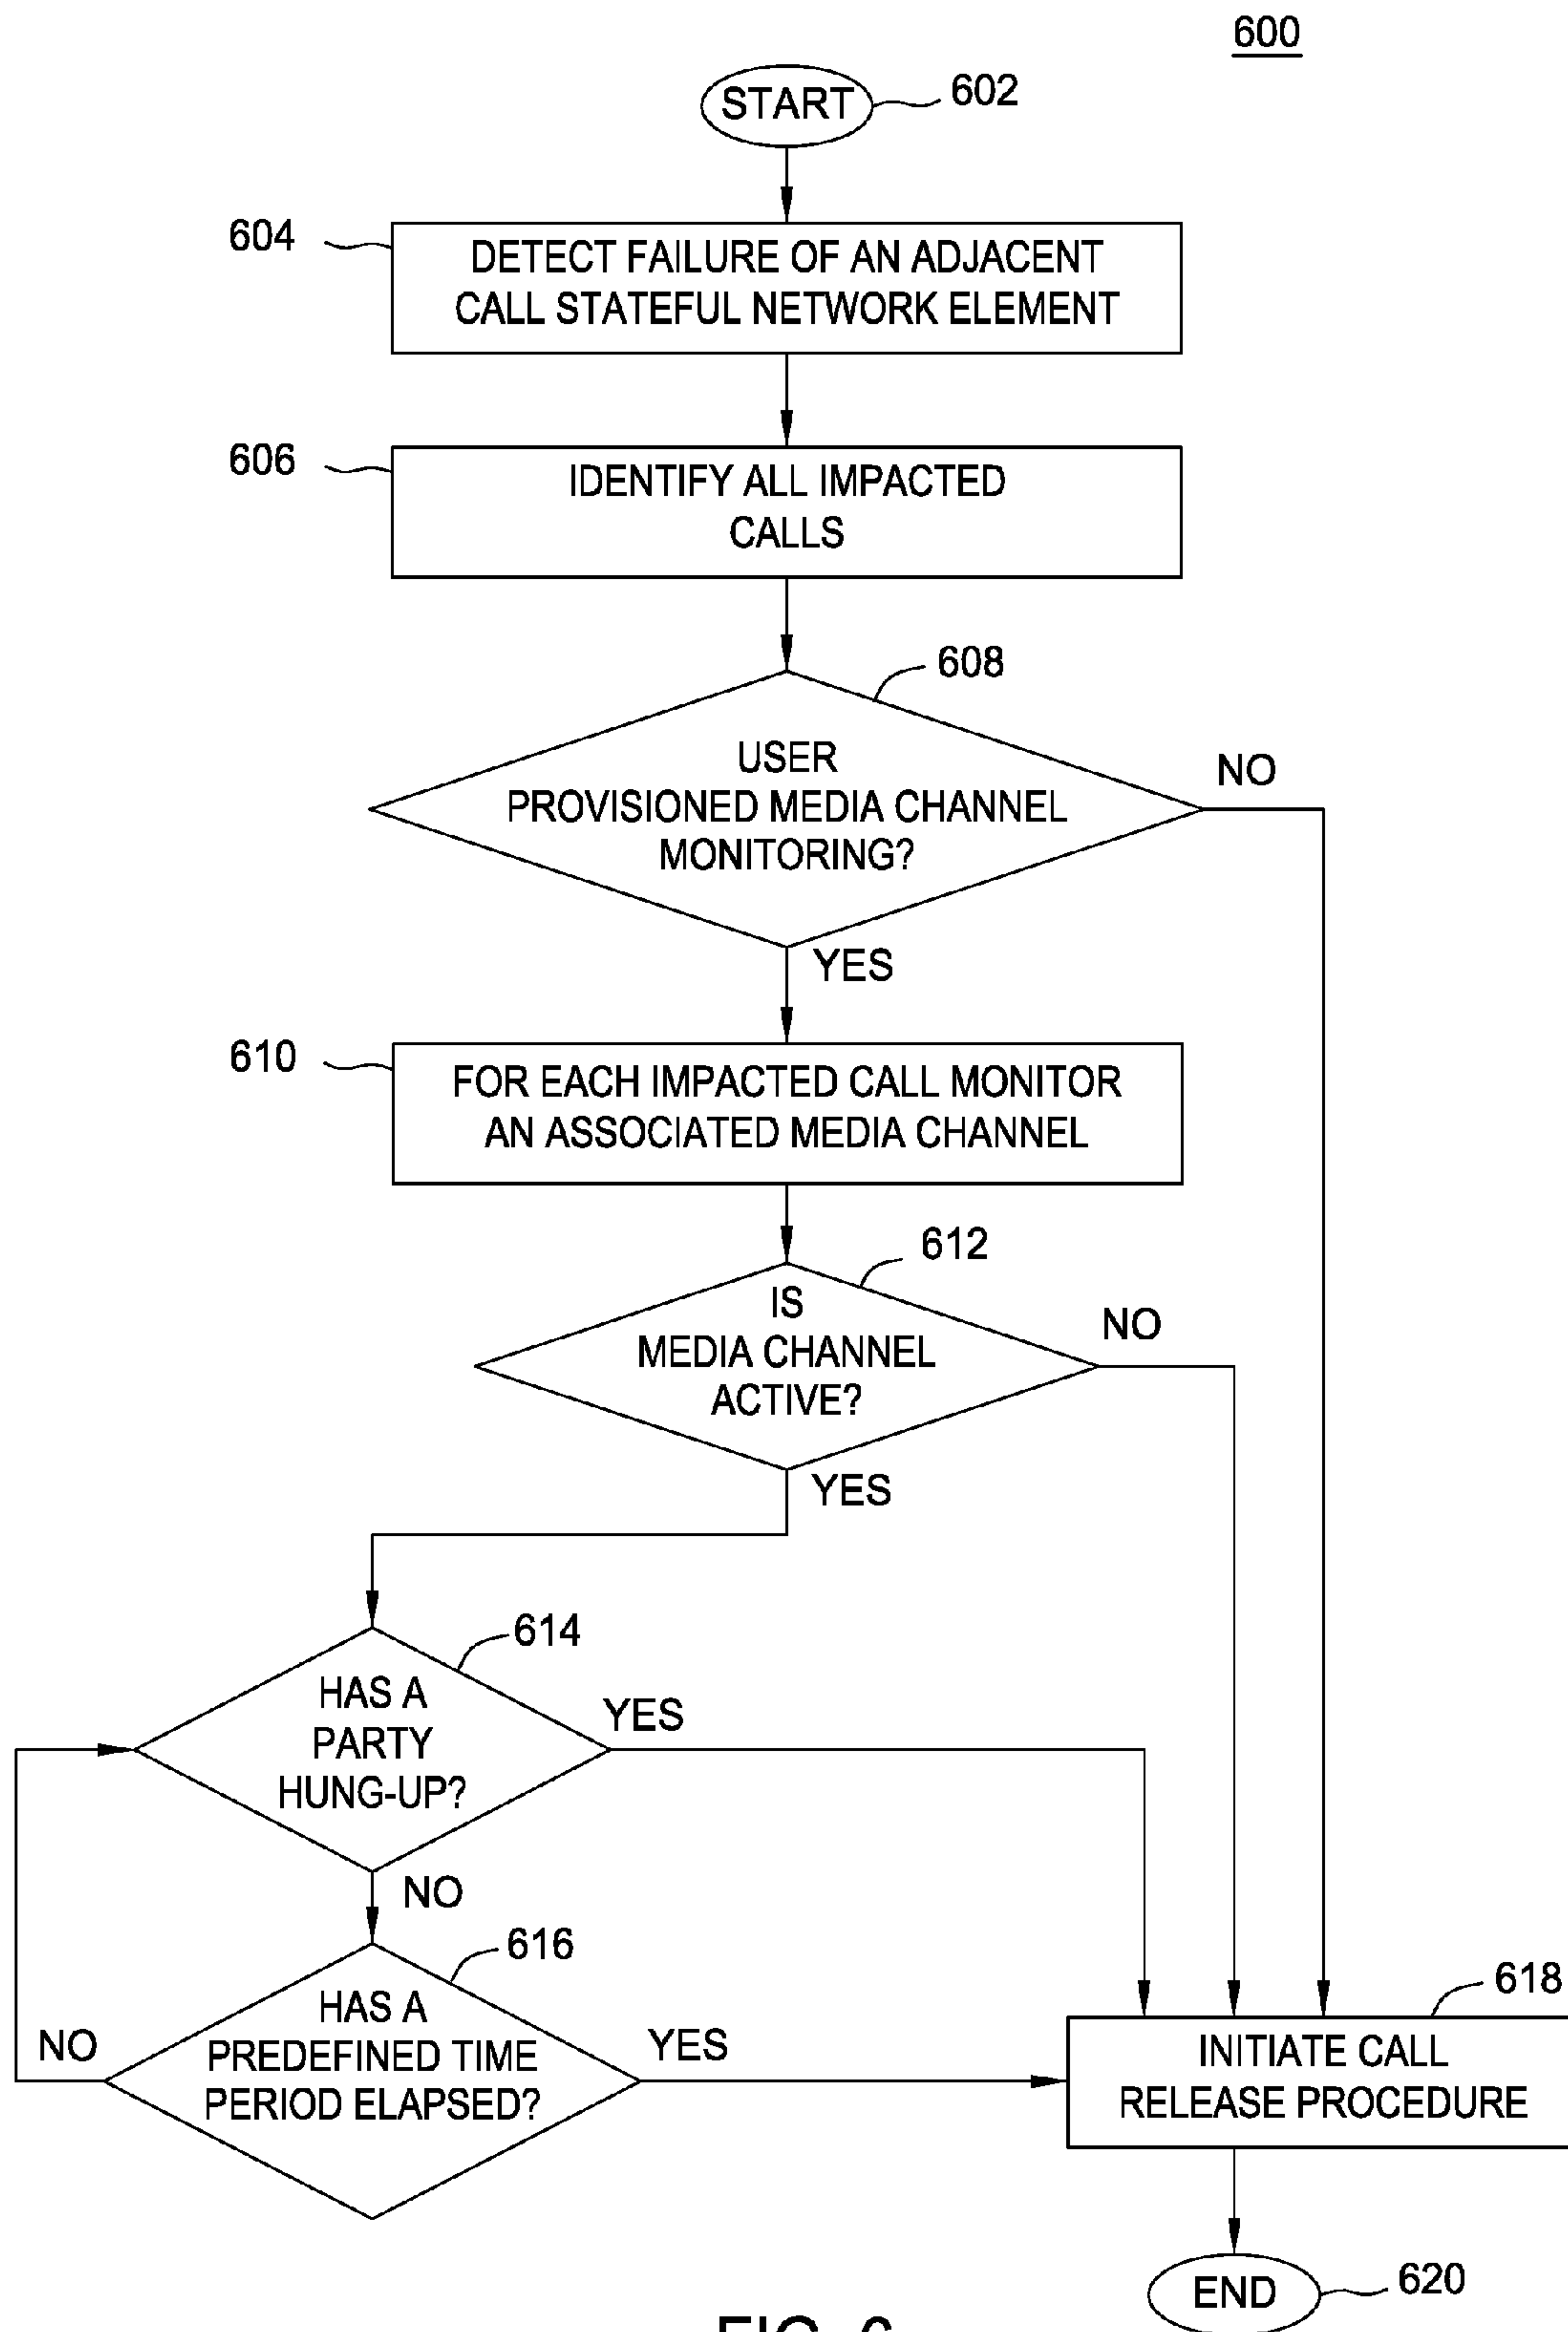 600
START
602
604
DETECT FAILURE OF AN ADJACENT
CALL STATEFUL NETWORK ELEMENT
606
IDENTIFY ALL IMPACTED
CALLS
608
USER
PROVISIONED MEDIA CHANNEL
MONITORING?
NO
YES
610
FOR EACH IMPACTED CALL MONITOR
AN ASSOCIATED MEDIA CHANNEL
612
IS
MEDIA CHANNEL
ACTIVE?
NO
YES
614
HAS A
PARTY
HUNG-UP?
YES
NO
616
HAS A
PREDEFINED TIME
PERIOD ELAPSED?
NO
YES
618
INITIATE CALL
RELEASE PROCEDURE
END
620
FIG. 6